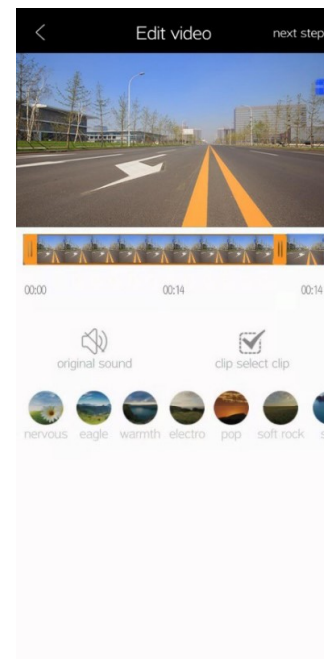 Edit video
next step
00:00
00:14
00:14
original sound
clip select clip
nervous
eagle
warmth
electro
pop
soft rock
s